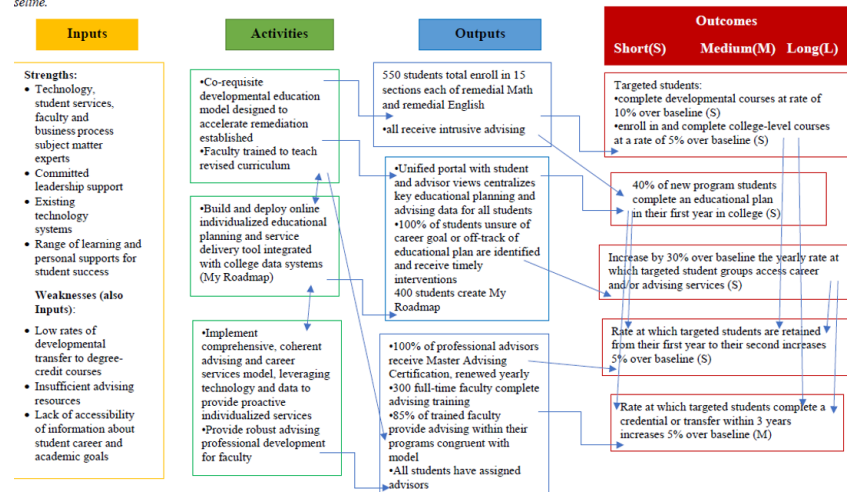 seline.
Inputs
Activities
Outputs
Outcomes
Short(S) Medium(M) Long(L)
Strengths:
• Technology,
student services,
faculty and
business process
subject matter
experts
• Committed
leadership support
• Existing
technology
systems
• Range of learning and
personal supports for
student success
Weaknesses (also
Inputs):
• Low rates of
developmental
transfer to degree-
credit courses
• Insufficient advising
resources
• Lack of accessibility
of information about
student career and
academic goals
•Co-requisite
developmental education
model designed to
accelerate remediation
established
•Faculty trained to teach
revised curriculum
•Build and deploy online
individualized educational
planning and service
delivery tool integrated
with college data systems
(My Roadmap)
•Implement
comprehensive, coherent
advising and career
services model, leveraging
technology and data to
provide proactive
individualized services
•Provide robust advising
professional development
for faculty
550 students total enroll in 15
sections each of remedial Math
and remedial English
•all receive intrusive advising
•Unified portal with student
and advisor views centralizes
key educational planning and
advising data for all students
•100% of students unsure of
career goal or off-track of
educational plan are identified
and receive timely
interventions
400 students create My
Roadmap
•100% of professional advisors
receive Master Advising
Certification, renewed yearly
•300 full-time faculty complete
advising training
•85% of trained faculty
provide advising within their
programs congruent with
model
•All students have assigned
advisors
Targeted students:
•complete developmental courses at rate of
10% over baseline (S)
•enroll in and complete college-level courses
at a rate of 5% over baseline (S)
40% of new program students
complete an educational plan
in their first year in college (S)
Increase by 30% over baseline the yearly rate at
which targeted student groups access career
and/or advising services (S)
Rate at which targeted students are retained
from their first year to their second increases
5% over baseline (S)
Rate at which targeted students complete a
credential or transfer within 3 years
increases 5% over baseline (M)